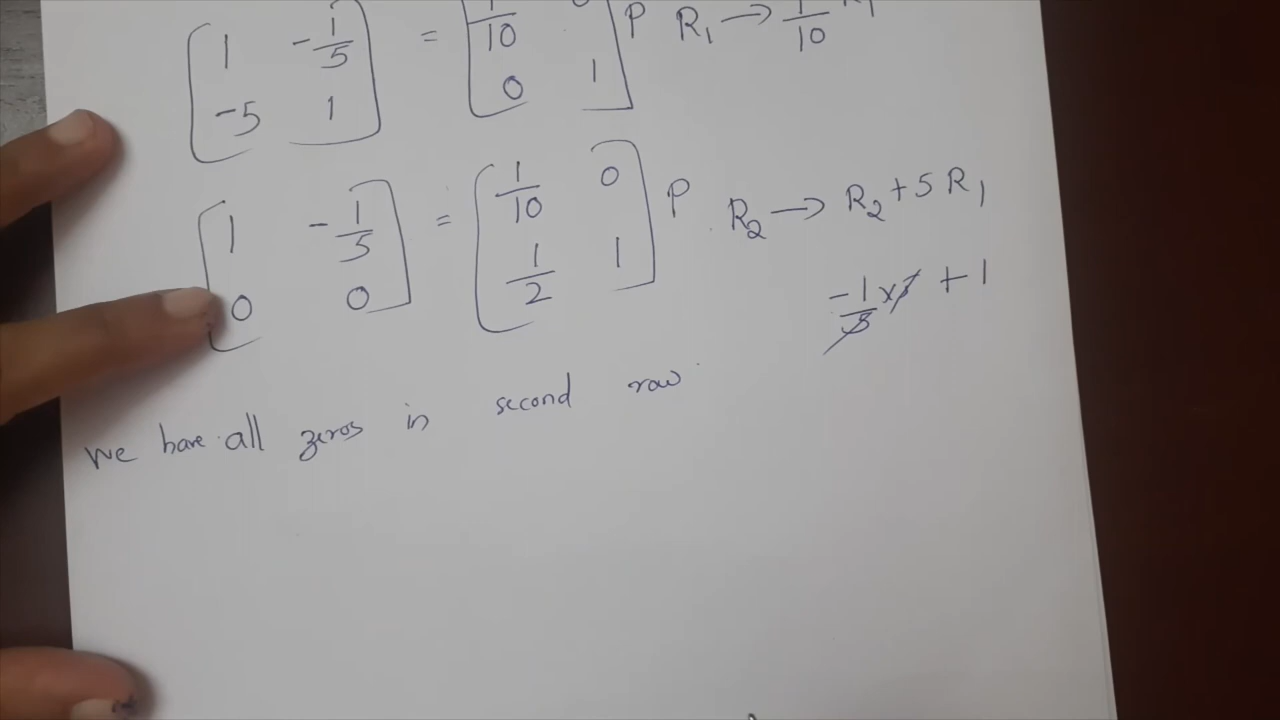 [1 -1/5; -5 1] = [1/10 0; 0 1] P R₁ → 1/10 R₁
[1 -1/5; 0 0] = [1/10 0; 1/2 1] P R₂ → R₂ + 5 R₁
-1/5 × 5 + 1
We have all zeros in second row